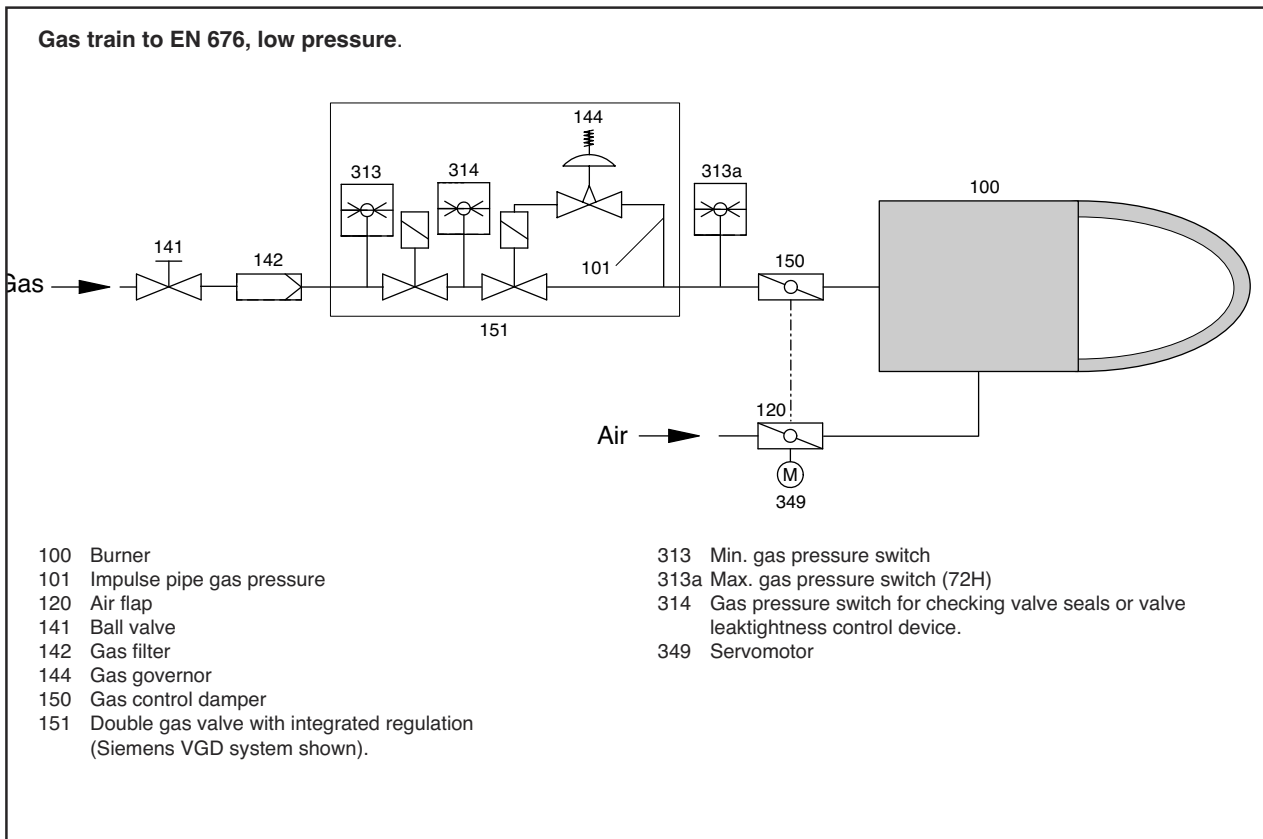 Gas train to EN 676, low pressure.
144
313
314
313a
100
141
142
101
150
Gas
151
120
Air
M
349
100 Burner
101 Impulse pipe gas pressure
120 Air flap
141 Ball valve
142 Gas filter
144 Gas governor
150 Gas control damper
151 Double gas valve with integrated regulation
(Siemens VGD system shown).
313 Min. gas pressure switch
313a Max. gas pressure switch (72H)
314 Gas pressure switch for checking valve seals or valve
leaktightness control device.
349 Servomotor